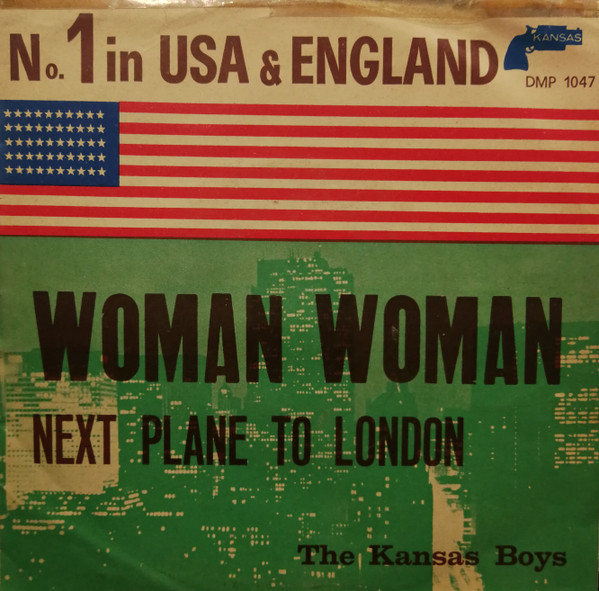 No. 1 in USA & ENGLAND
KANSAS
DMP 1047
WOMAN WOMAN
NEXT PLANE TO LONDON
The Kansas Boys